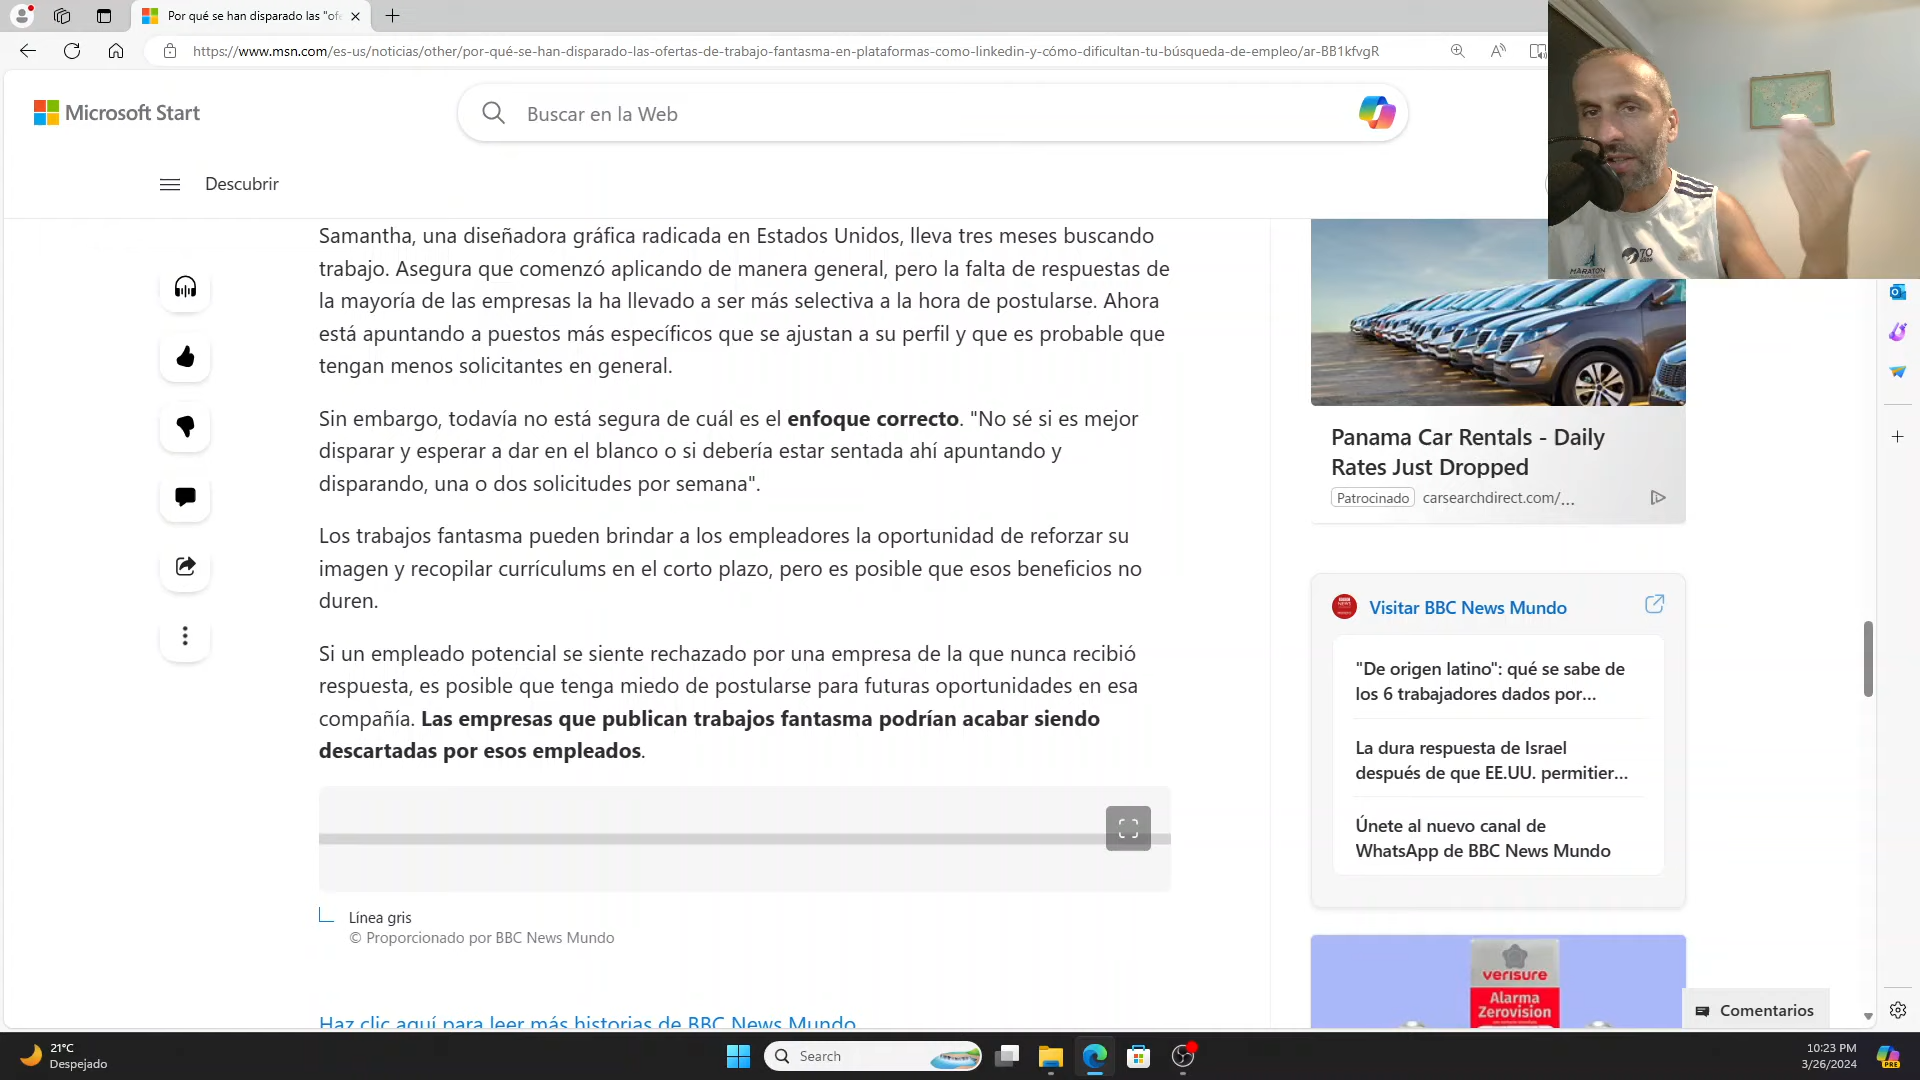 Por qué se han disparado las "ofe
https://www.msn.com/es-us/noticias/other/por-qué-se-han-disparado-las-ofertas-de-trabajo-fantasma-en-plataformas-como-linkedin-y-cómo-dificultan-tu-búsqueda-de-empleo/ar-BB1kfvgR
Microsoft Start
Buscar en la Web
Descubrir
Samantha, una diseñadora gráfica radicada en Estados Unidos, lleva tres meses buscando
trabajo. Asegura que comenzó aplicando de manera general, pero la falta de respuestas de
la mayoría de las empresas la ha llevado a ser más selectiva a la hora de postularse. Ahora
está apuntando a puestos más específicos que se ajustan a su perfil y que es probable que
tengan menos solicitantes en general.
Sin embargo, todavía no está segura de cuál es el enfoque correcto. "No sé si es mejor
disparar y esperar a dar en el blanco o si debería estar sentada ahí apuntando y
disparando, una o dos solicitudes por semana".
Los trabajos fantasma pueden brindar a los empleadores la oportunidad de reforzar su
imagen y recopilar currículums en el corto plazo, pero es posible que esos beneficios no
duren.
Si un empleado potencial se siente rechazado por una empresa de la que nunca recibió
respuesta, es posible que tenga miedo de postularse para futuras oportunidades en esa
compañía. Las empresas que publican trabajos fantasma podrían acabar siendo
descartadas por esos empleados.
Línea gris
© Proporcionado por BBC News Mundo
Haz clic aquí para leer más historias de BBC News Mundo
MARATON
70
Panama Car Rentals - Daily
Rates Just Dropped
Patrocinado carsearchdirect.com/...
Visitar BBC News Mundo
"De origen latino": qué se sabe de
los 6 trabajadores dados por...
La dura respuesta de Israel
después de que EE.UU. permitier...
Únete al nuevo canal de
WhatsApp de BBC News Mundo
verisure
Alarma
Zerovision
Comentarios
21°C
Despejado
Search
10:23 PM
3/26/2024
PRE